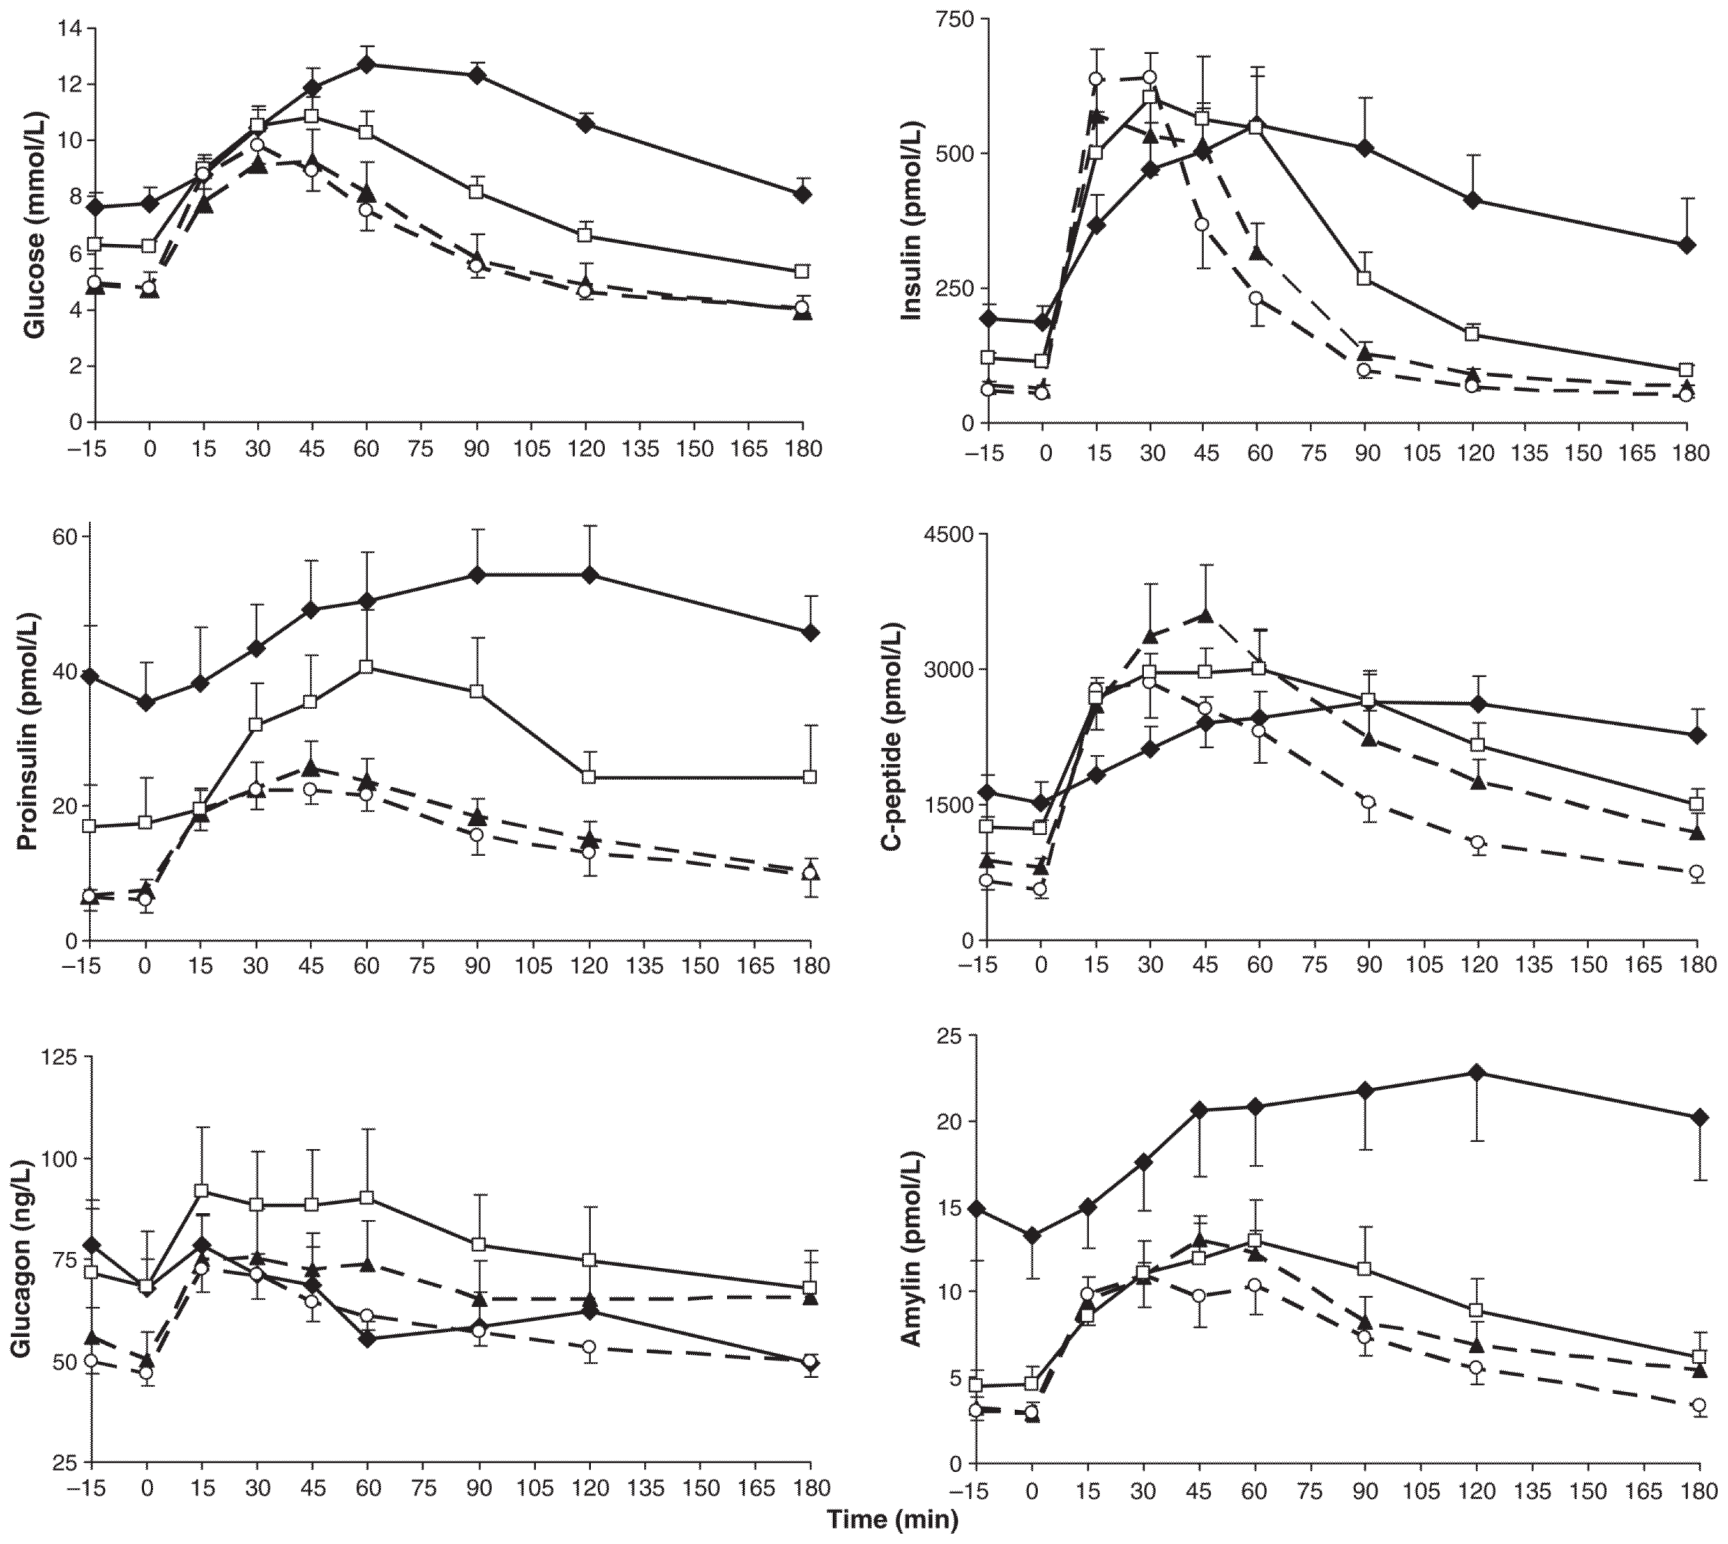 Glucose (mmol/L)
14
12
10
8
6
4
2
0
−15 0 15 30 45 60 75 90 105 120 135 150 165 180
Insulin (pmol/L)
750
500
250
0
−15 0 15 30 45 60 75 90 105 120 135 150 165 180
Proinsulin (pmol/L)
60
40
20
0
−15 0 15 30 45 60 75 90 105 120 135 150 165 180
C-peptide (pmol/L)
4500
3000
1500
0
−15 0 15 30 45 60 75 90 105 120 135 150 165 180
Glucagon (ng/L)
125
100
75
50
25
−15 0 15 30 45 60 75 90 105 120 135 150 165 180
Amylin (pmol/L)
25
20
15
10
5
0
−15 0 15 30 45 60 75 90 105 120 135 150 165 180
Time (min)